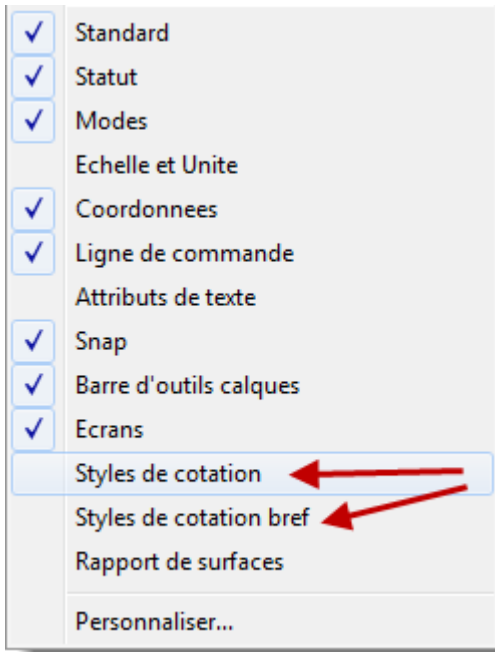 Standard
Statut
Modes
Echelle et Unite
Coordonnees
Ligne de commande
Attributs de texte
Snap
Barre d'outils calques
Ecrans
Styles de cotation
Styles de cotation bref
Rapport de surfaces
Personnaliser...